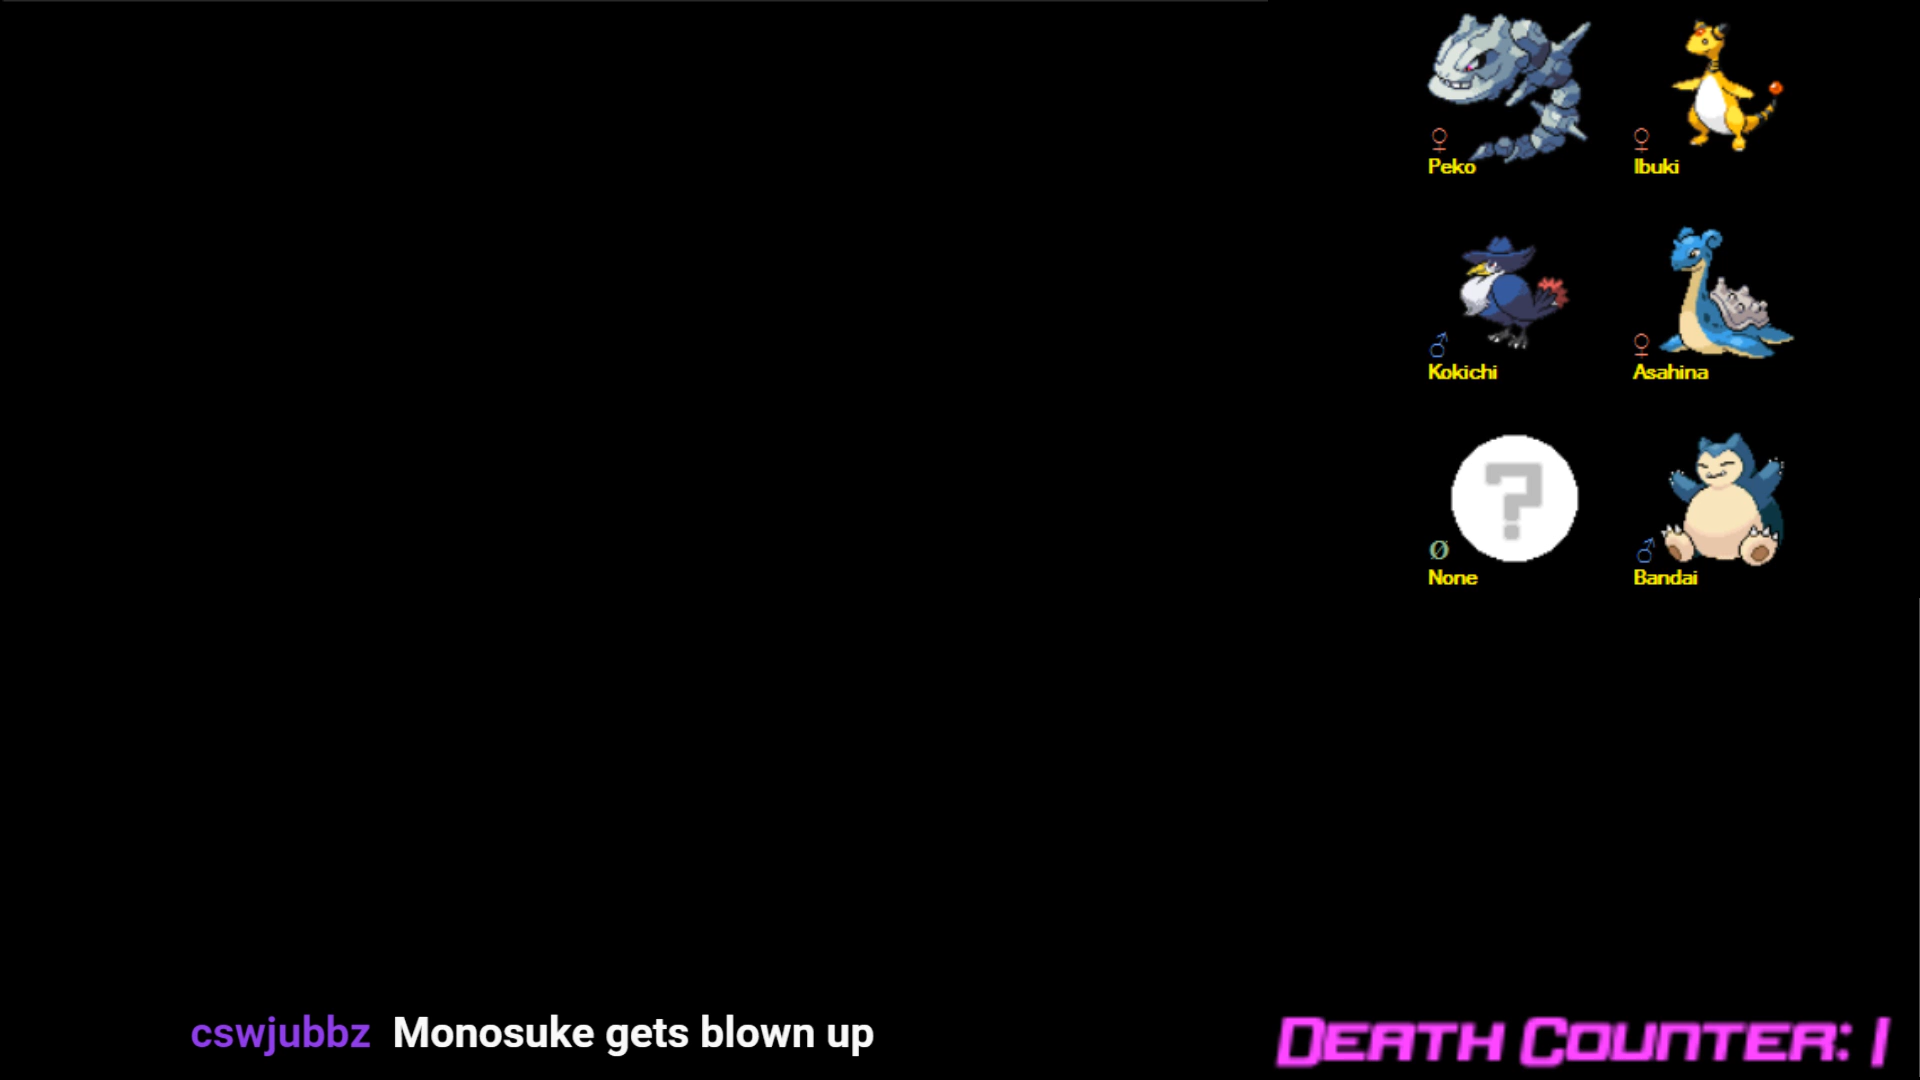 ♀ ♀
Peko Ibuki
♂ ♀
Kokichi Asahina
?
Ø ♂
None Bandai
cswjubbz Monosuke gets blown up
DEATH COUNTER: 1